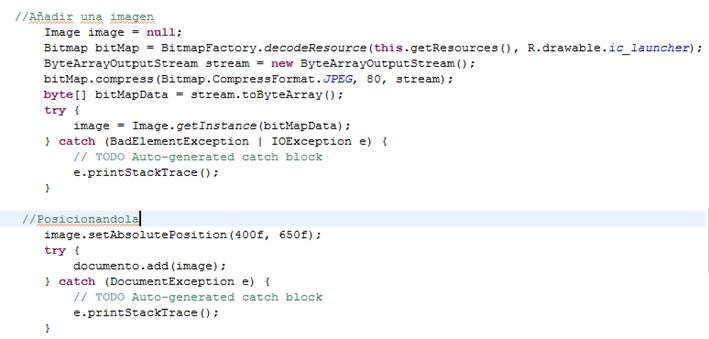 //Añadir una imagen
Image image = null;
Bitmap bitMap = BitmapFactory.decodeResource(this.getResources(), R.drawable.ic_launcher);
ByteArrayOutputStream stream = new ByteArrayOutputStream();
bitMap.compress(Bitmap.CompressFormat.JPEG, 80, stream);
byte[] bitMapData = stream.toByteArray();
try {
image = Image.getInstance(bitMapData);
} catch (BadElementException | IOException e) {
// TODO Auto-generated catch block
e.printStackTrace();
}
//Posicionandola
image.setAbsolutePosition(400f, 650f);
try {
documento.add(image);
} catch (DocumentException e) {
// TODO Auto-generated catch block
e.printStackTrace();
}